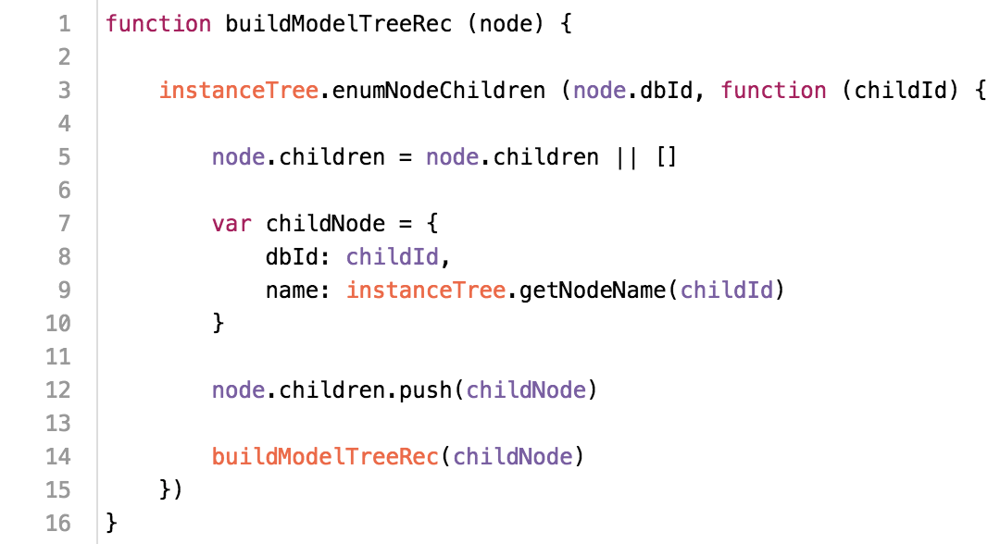 1 function buildModelTreeRec (node) {
2
3     instanceTree.enumNodeChildren (node.dbId, function (childId) {
4
5         node.children = node.children || []
6
7         var childNode = {
8             dbId: childId,
9             name: instanceTree.getNodeName(childId)
10         }
11
12         node.children.push(childNode)
13
14         buildModelTreeRec(childNode)
15     })
16 }